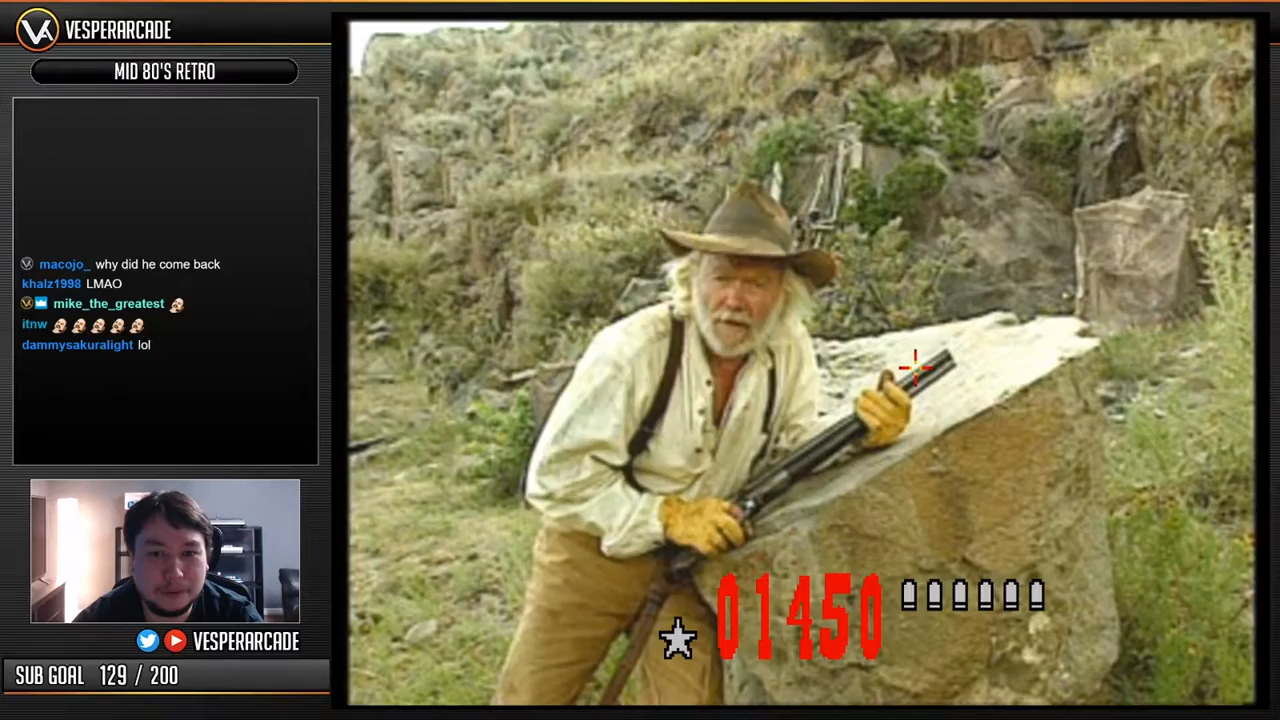 VESPERARCADE
MID 80'S RETRO
macojo_ why did he come back
khalz1998 LMAO
mike_the_greatest
itnw
dammysakuralight lol
VESPERARCADE
SUB GOAL 129 / 200
01450